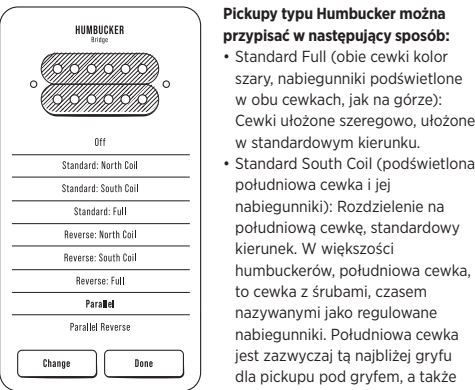 HUMBUCKER
Bridge
Off
Standard: North Coil
Standard: South Coil
Standard: Full
Reverse: North Coil
Reverse: South Coil
Reverse: Full
Parallel
Parallel Reverse
Change
Done
Pickupy typu Humbucker można
przypisać w następujący sposób:
• Standard Full (obie cewki kolor
szary, nabiegunniki podświetlone
w obu cewkach, jak na górze):
Cewki ułożone szeregowo, ułożone
w standardowym kierunku.
• Standard South Coil (podświetlona
południowa cewka i jej
nabiegunniki): Rozdzielenie na
południową cewkę, standardowy
kierunek. W większości
humbuckerów, południowa cewka,
to cewka z śrubami, czasem
nazywanymi jako regulowane
nabiegunniki. Południowa cewka
jest zazwyczaj tą najbliżej gryfu
dla pickupu pod gryfem, a także